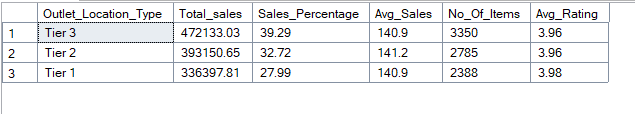 Outlet_Location_Type Total_sales Sales_Percentage Avg_Sales No_Of_Items Avg_Rating
1 Tier 3 472133.03 39.29 140.9 3350 3.96
2 Tier 2 393150.65 32.72 141.2 2785 3.96
3 Tier 1 336397.81 27.99 140.9 2388 3.98